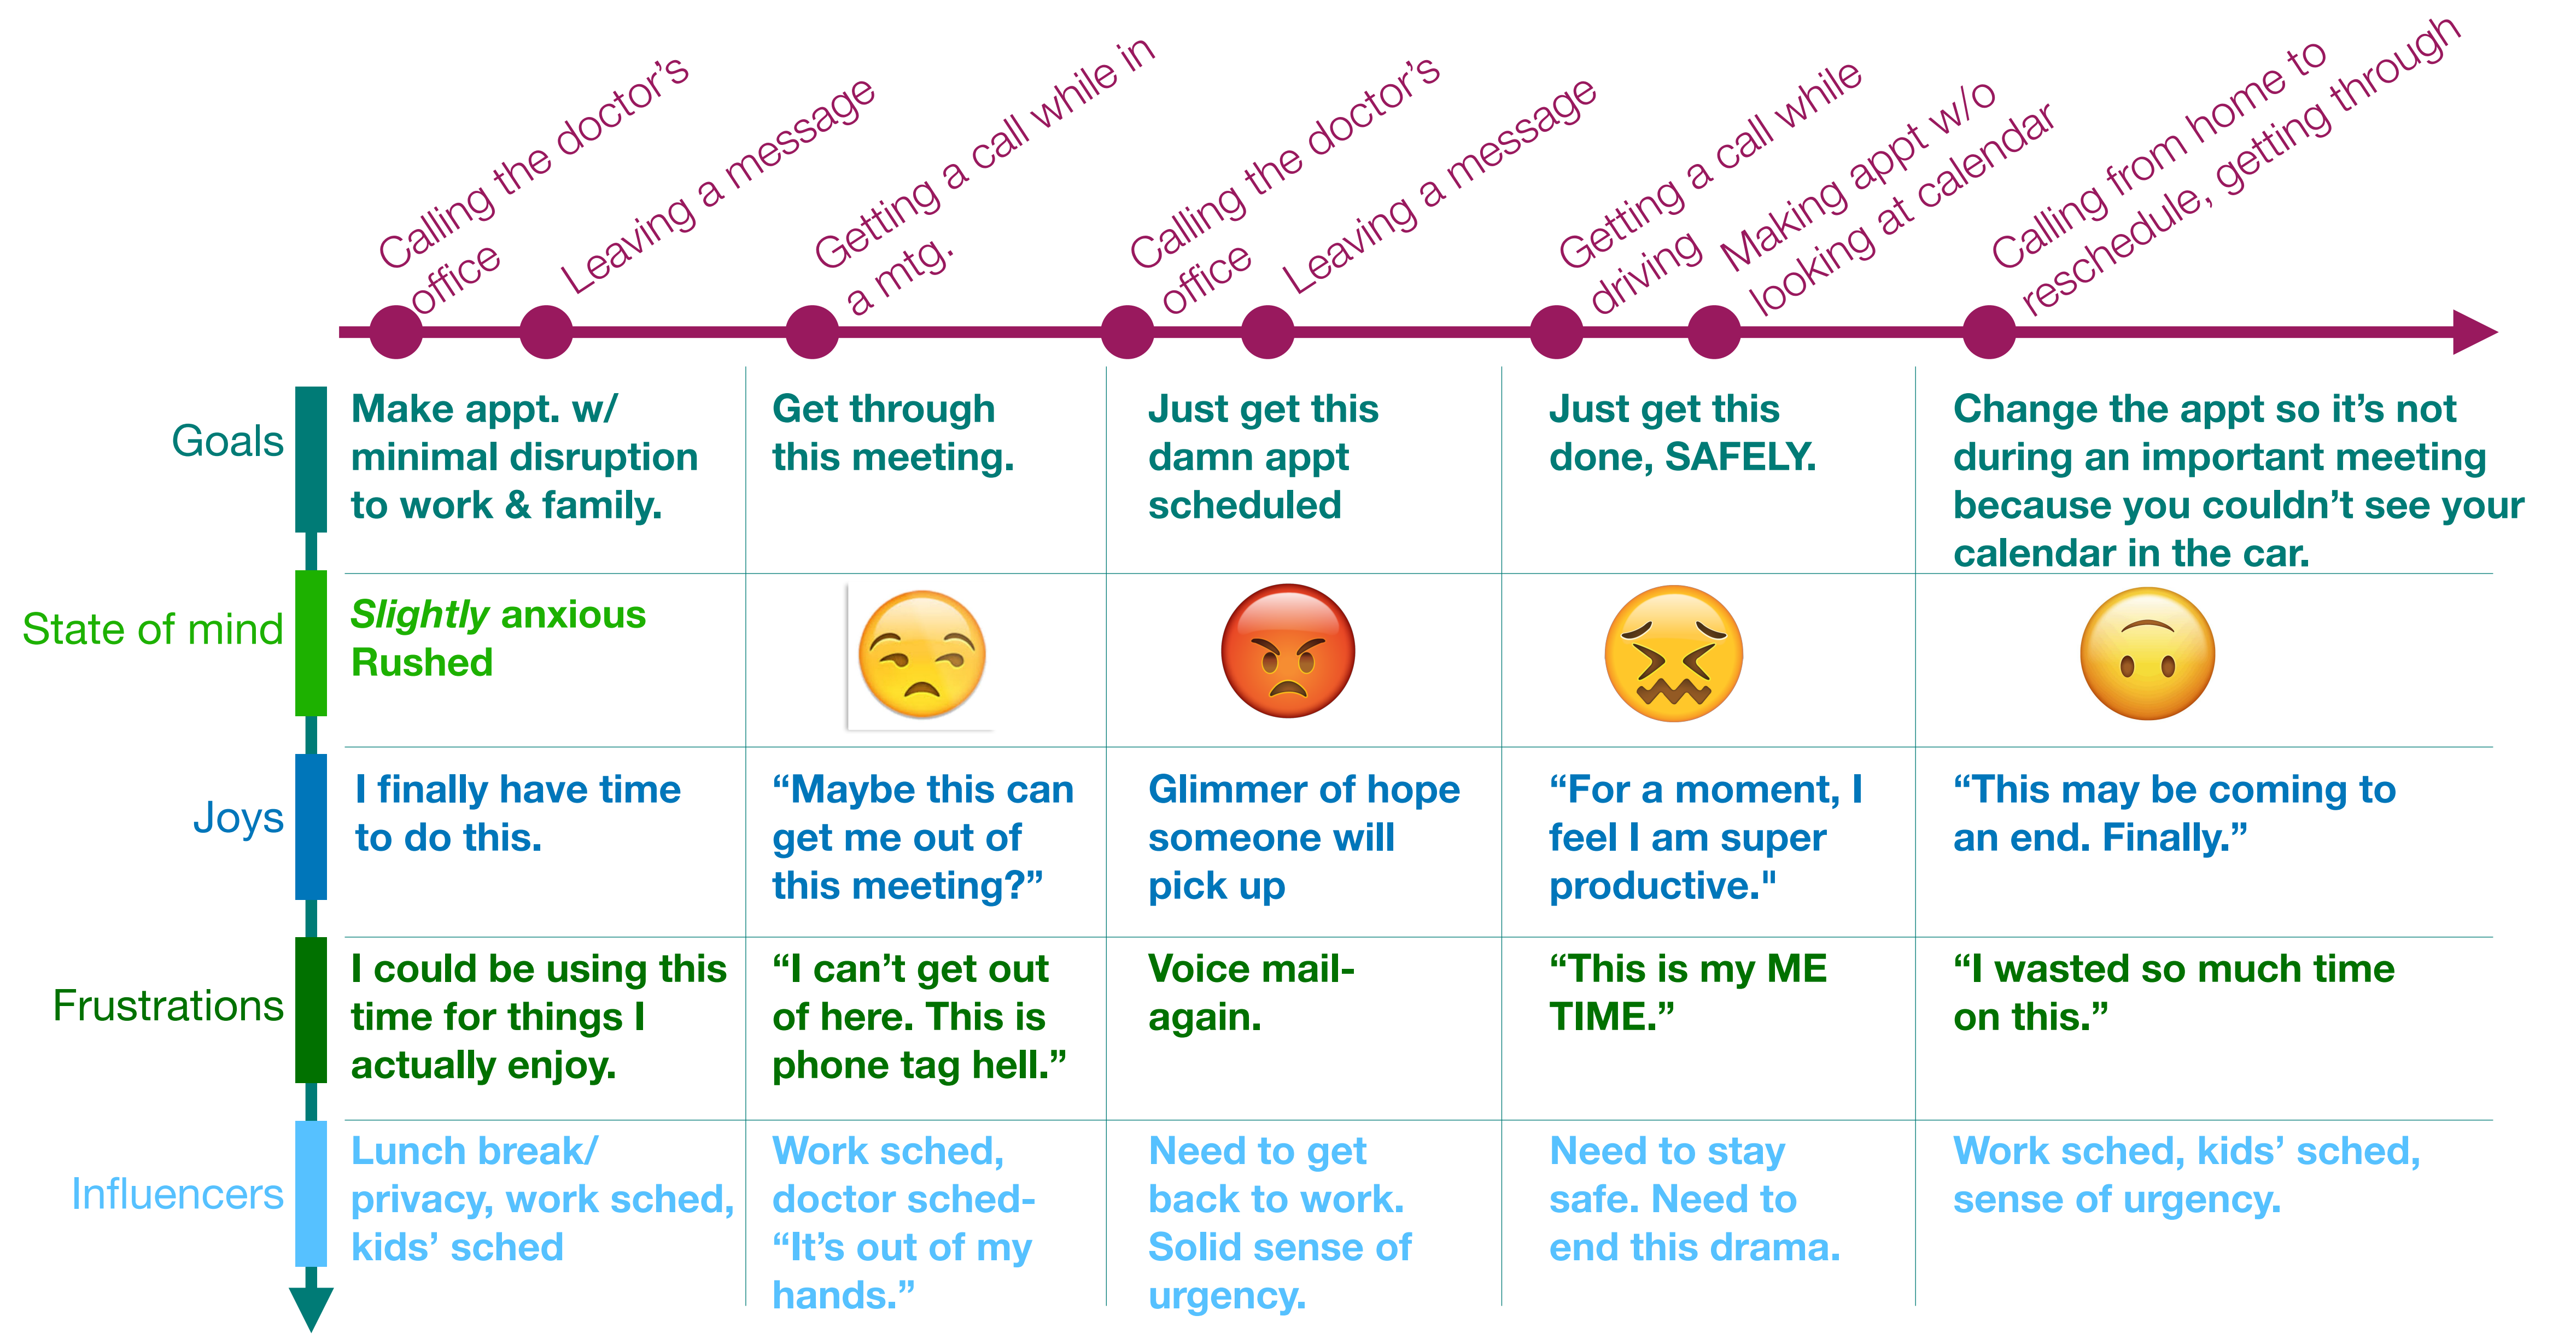 Calling the doctor’s
office
Leaving a message
Getting a call while in
a mtg.
Calling the doctor’s
office
Leaving a message
Getting a call while
driving
Making appt w/o
looking at calendar
Calling from home to
reschedule, getting through
Goals
Make appt. w/
minimal disruption
to work & family.
Get through
this meeting.
Just get this
damn appt
scheduled
Just get this
done, SAFELY.
Change the appt so it’s not
during an important meeting
because you couldn’t see your
calendar in the car.
State of mind
Slightly anxious
Rushed
Joys
I finally have time
to do this.
“Maybe this can
get me out of
this meeting?”
Glimmer of hope
someone will
pick up
“For a moment, I
feel I am super
productive."
“This may be coming to
an end. Finally.”
Frustrations
I could be using this
time for things I
actually enjoy.
“I can’t get out
of here. This is
phone tag hell.”
Voice mail-
again.
“This is my ME
TIME.”
“I wasted so much time
on this.”
Influencers
Lunch break/
privacy, work sched,
kids’ sched
Work sched,
doctor sched-
“It’s out of my
hands.”
Need to get
back to work.
Solid sense of
urgency.
Need to stay
safe. Need to
end this drama.
Work sched, kids’ sched,
sense of urgency.